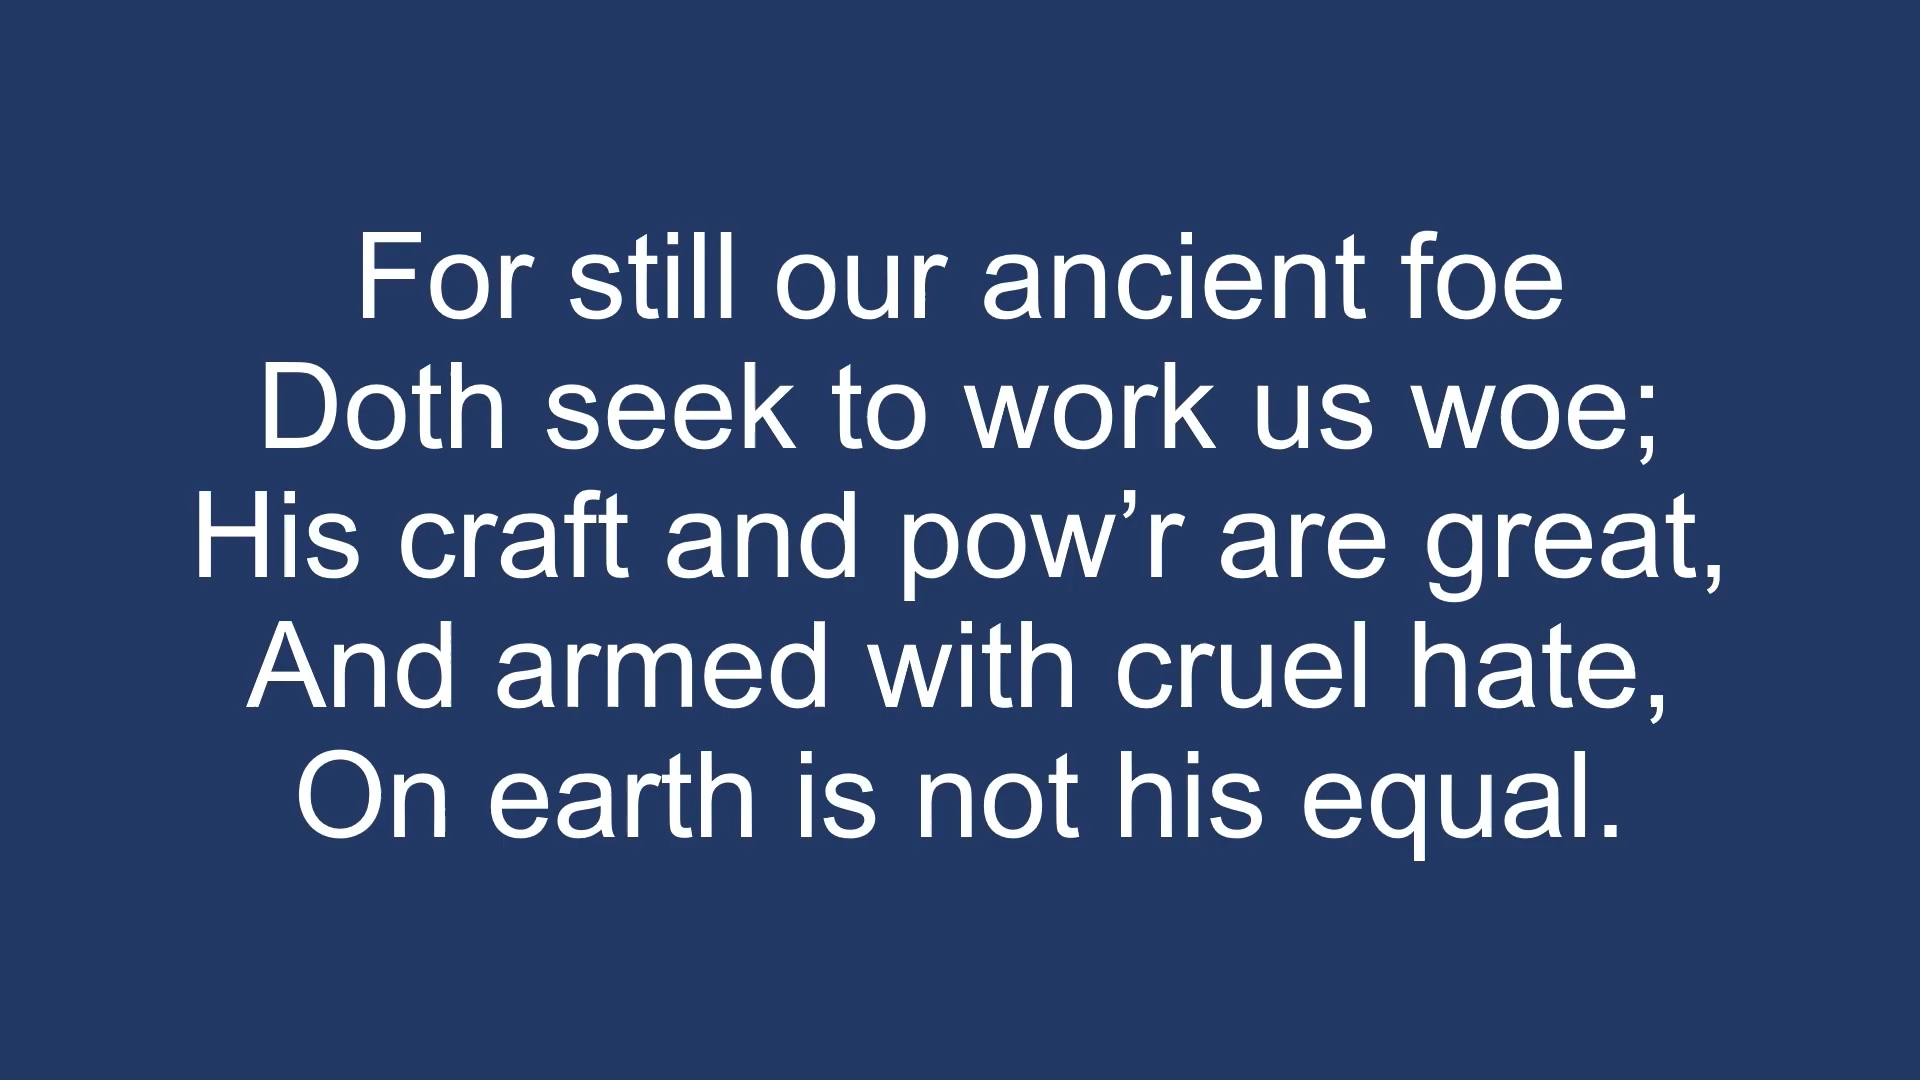 For still our ancient foe
Doth seek to work us woe;
His craft and pow’r are great,
And armed with cruel hate,
On earth is not his equal.